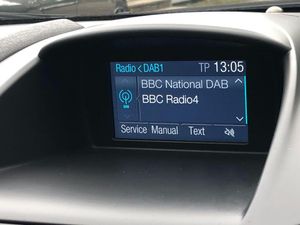 Radio < DAB1 TP 13:05
BBC National DAB
BBC Radio4
Service Manual Text